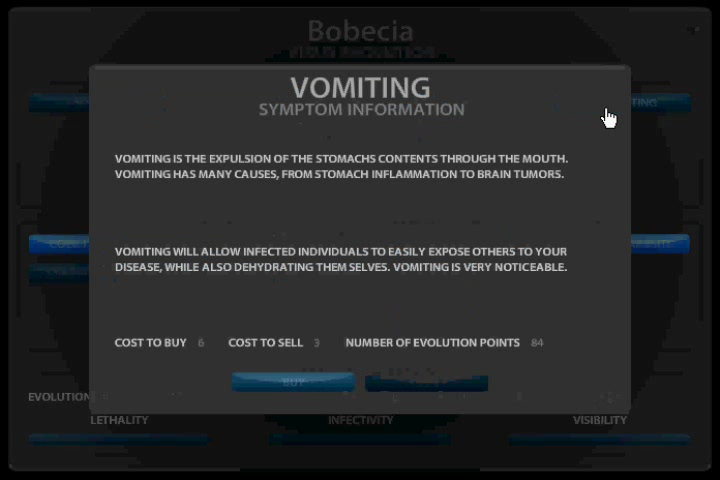 Bobecia
VOMITING
SYMPTOM INFORMATION
VOMITING IS THE EXPULSION OF THE STOMACHS CONTENTS THROUGH THE MOUTH.
VOMITING HAS MANY CAUSES, FROM STOMACH INFLAMMATION TO BRAIN TUMORS.
VOMITING WILL ALLOW INFECTED INDIVIDUALS TO EASILY EXPOSE OTHERS TO YOUR
DISEASE, WHILE ALSO DEHYDRATING THEM SELVES. VOMITING IS VERY NOTICEABLE.
COST TO BUY 6 COST TO SELL 3 NUMBER OF EVOLUTION POINTS 84
BUY
EVOLUTION
LETHALITY INFECTIVITY VISIBILITY